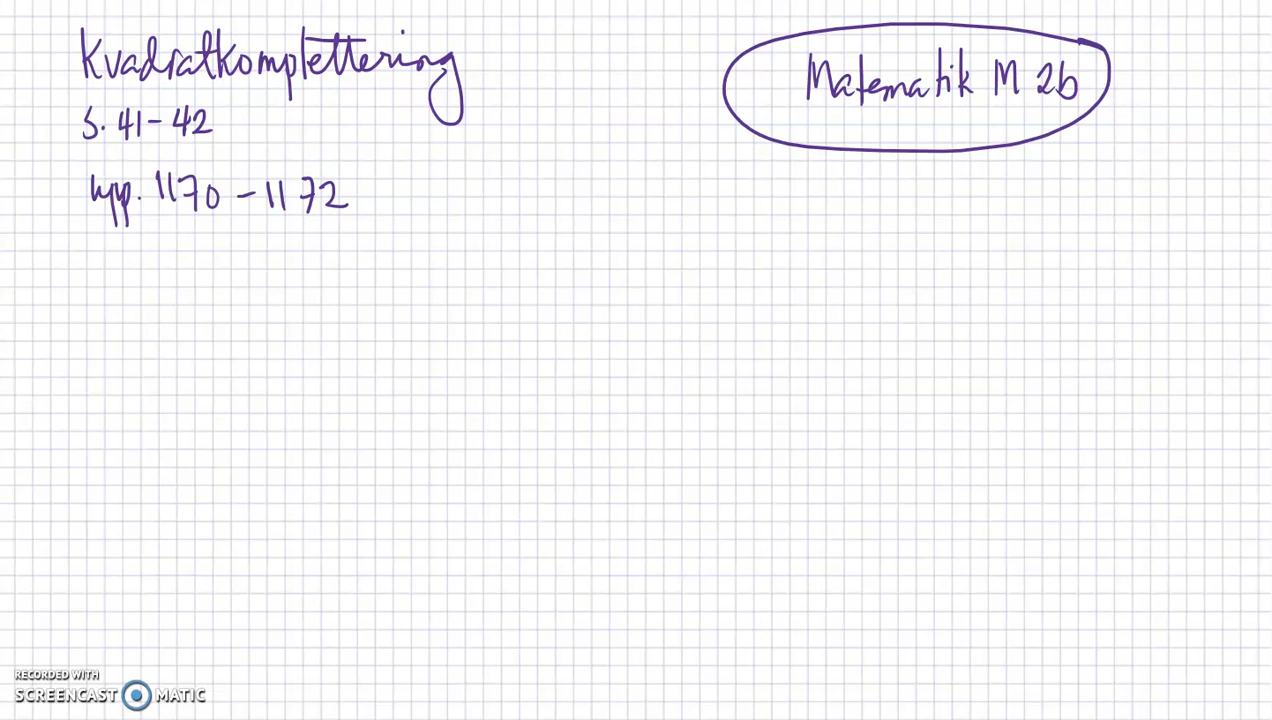 Kvadratkomplettering
s. 41-42
upp. 1170-1172
Matematik M 2b
RECORDED WITH
SCREENCAST MATIC